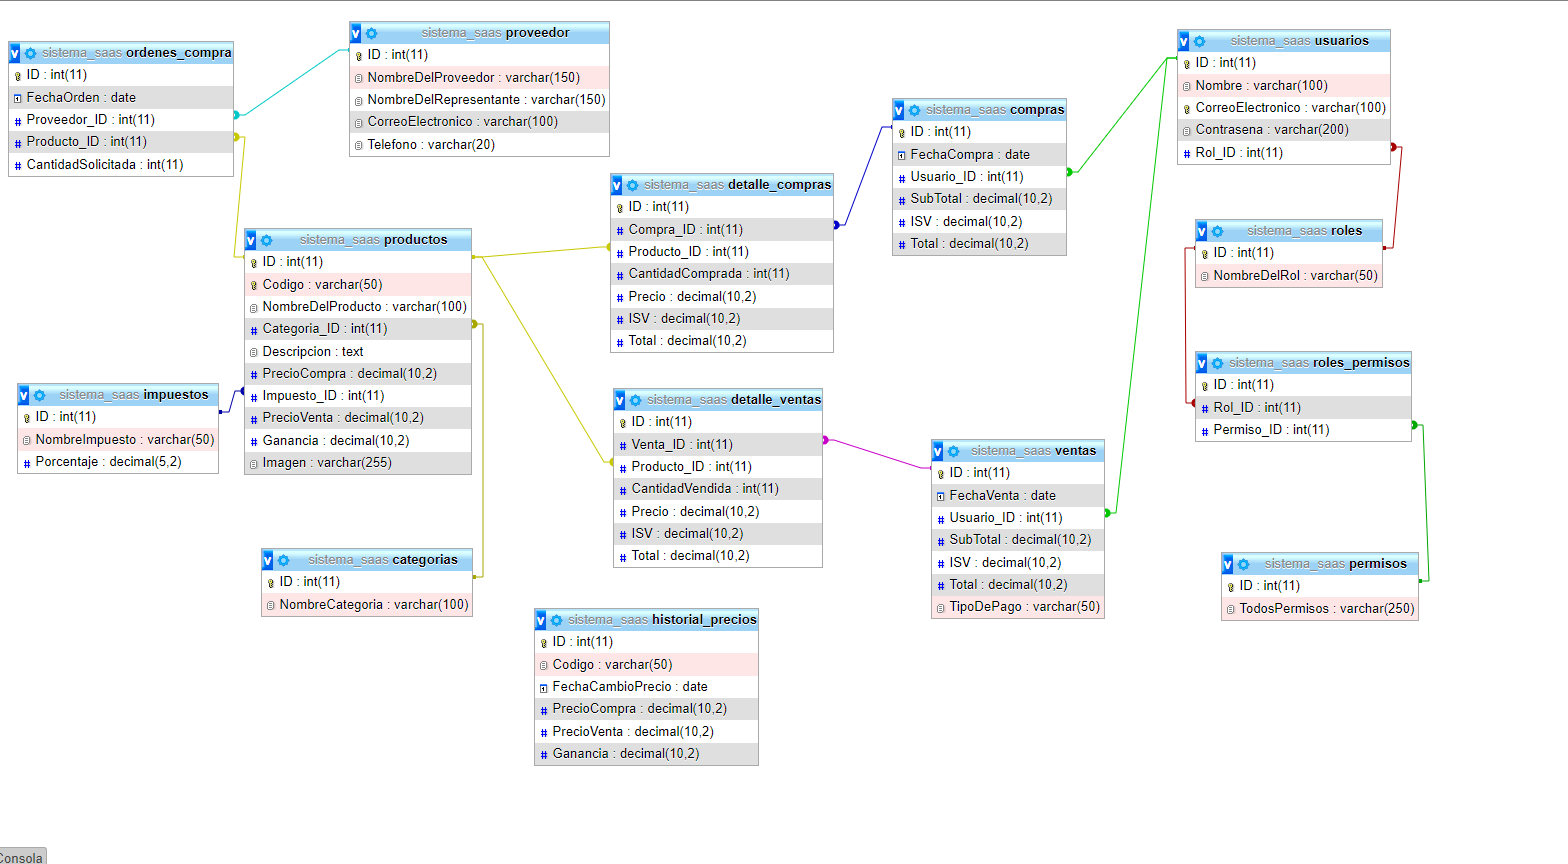 sistema_saas ordenes_compra
ID : int(11)
FechaOrden : date
Proveedor_ID : int(11)
Producto_ID : int(11)
CantidadSolicitada : int(11)
sistema_saas proveedor
ID : int(11)
NombreDelProveedor : varchar(150)
NombreDelRepresentante : varchar(150)
CorreoElectronico : varchar(100)
Telefono : varchar(20)
sistema_saas productos
ID : int(11)
Codigo : varchar(50)
NombreDelProducto : varchar(100)
Categoria_ID : int(11)
Descripcion : text
PrecioCompra : decimal(10,2)
Impuesto_ID : int(11)
PrecioVenta : decimal(10,2)
Ganancia : decimal(10,2)
Imagen : varchar(255)
sistema_saas impuestos
ID : int(11)
NombreImpuesto : varchar(50)
Porcentaje : decimal(5,2)
sistema_saas categorias
ID : int(11)
NombreCategoria : varchar(100)
sistema_saas detalle_compras
ID : int(11)
Compra_ID : int(11)
Producto_ID : int(11)
CantidadComprada : int(11)
Precio : decimal(10,2)
ISV : decimal(10,2)
Total : decimal(10,2)
sistema_saas detalle_ventas
ID : int(11)
Venta_ID : int(11)
Producto_ID : int(11)
CantidadVendida : int(11)
Precio : decimal(10,2)
ISV : decimal(10,2)
Total : decimal(10,2)
sistema_saas historial_precios
ID : int(11)
Codigo : varchar(50)
FechaCambioPrecio : date
PrecioCompra : decimal(10,2)
PrecioVenta : decimal(10,2)
Ganancia : decimal(10,2)
sistema_saas compras
ID : int(11)
FechaCompra : date
Usuario_ID : int(11)
SubTotal : decimal(10,2)
ISV : decimal(10,2)
Total : decimal(10,2)
sistema_saas ventas
ID : int(11)
FechaVenta : date
Usuario_ID : int(11)
SubTotal : decimal(10,2)
ISV : decimal(10,2)
Total : decimal(10,2)
TipoDePago : varchar(50)
sistema_saas usuarios
ID : int(11)
Nombre : varchar(100)
CorreoElectronico : varchar(100)
Contrasena : varchar(200)
Rol_ID : int(11)
sistema_saas roles
ID : int(11)
NombreDelRol : varchar(50)
sistema_saas roles_permisos
ID : int(11)
Rol_ID : int(11)
Permiso_ID : int(11)
sistema_saas permisos
ID : int(11)
TodosPermisos : varchar(250)
Consola